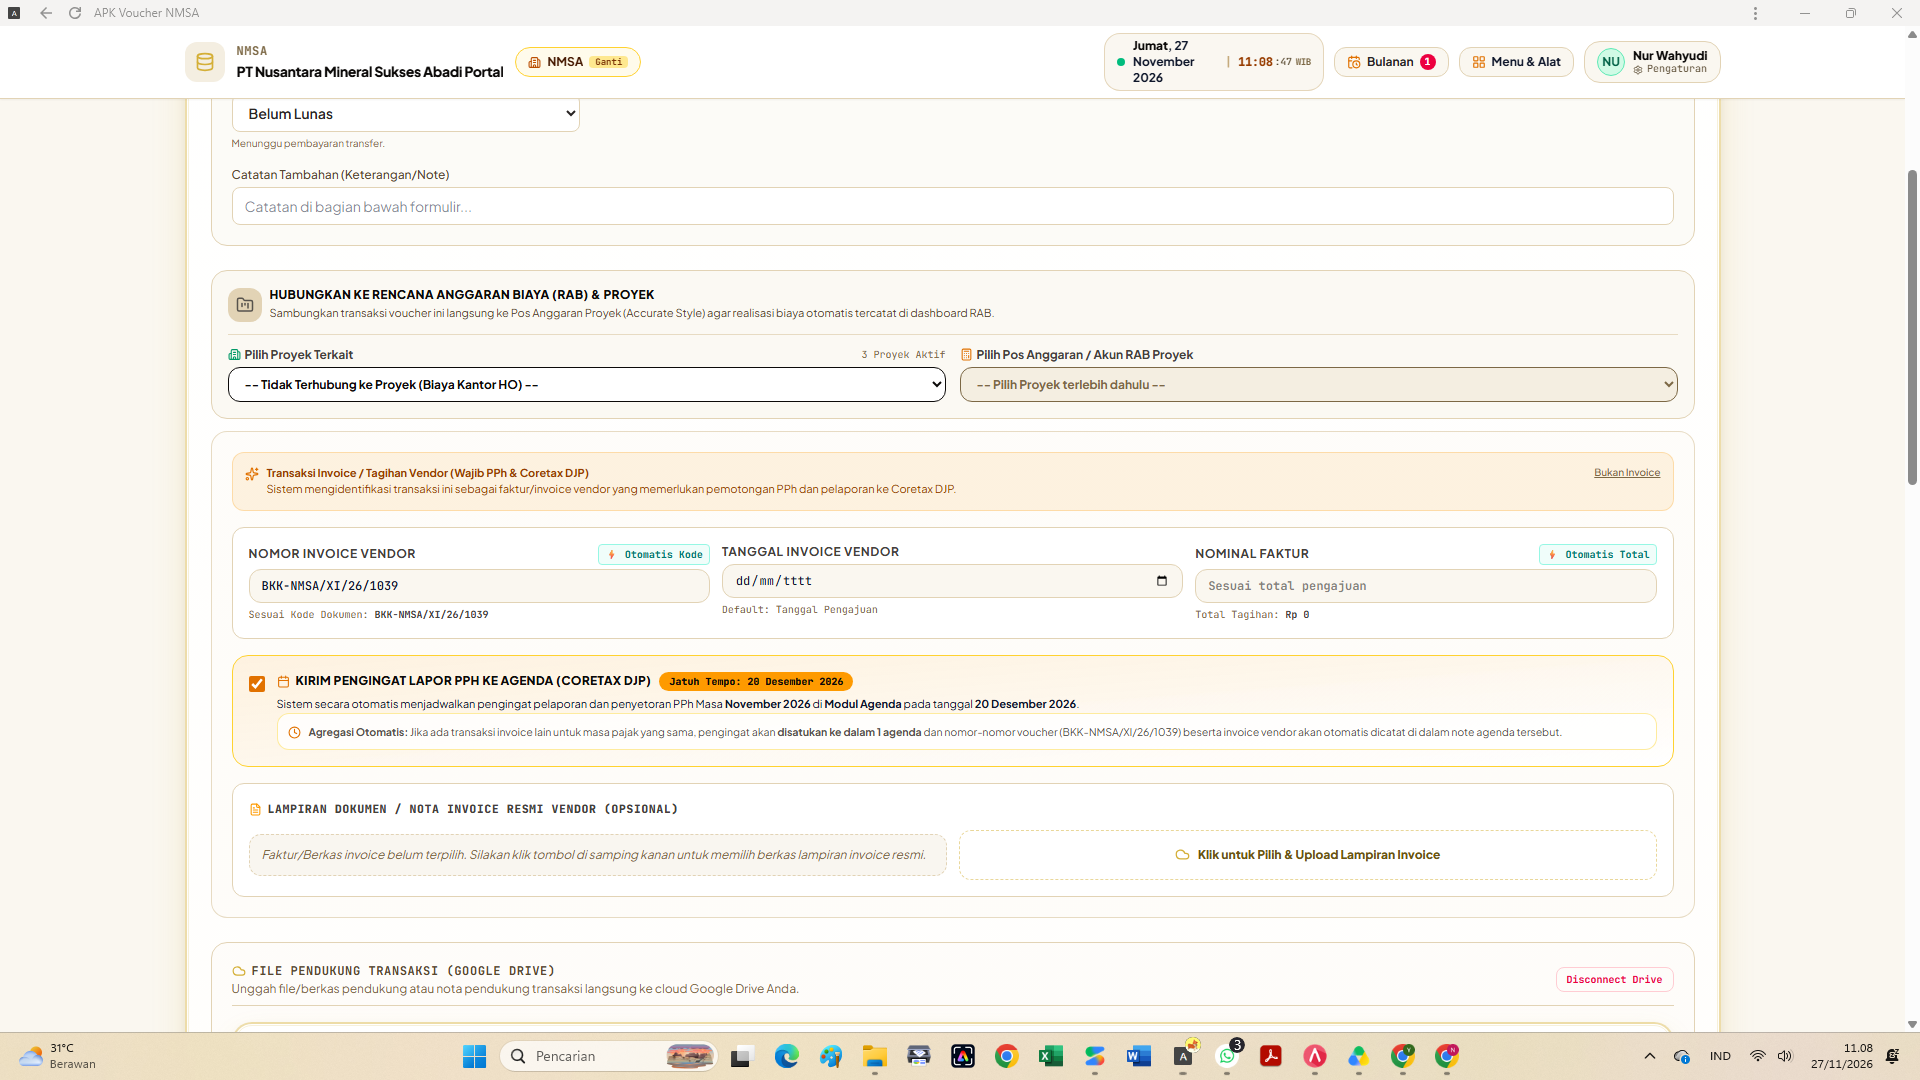 APK Voucher NMSA
NMSA
PT Nusantara Mineral Sukses Abadi Portal
NMSA Ganti
Jumat, 27 November 2026 | 11:08:47 WIB
Bulanan 1
Menu & Alat
NU
Nur Wahyudi
Pengaturan
Belum Lunas
Menunggu pembayaran transfer.
Catatan Tambahan (Keterangan/Note)
Catatan di bagian bawah formulir...
HUBUNGKAN KE RENCANA ANGGARAN BIAYA (RAB) & PROYEK
Sambungkan transaksi voucher ini langsung ke Pos Anggaran Proyek (Accurate Style) agar realisasi biaya otomatis tercatat di dashboard RAB.
Pilih Proyek Terkait
3 Proyek Aktif
Pilih Pos Anggaran / Akun RAB Proyek
-- Tidak Terhubung ke Proyek (Biaya Kantor HO) --
-- Pilih Proyek terlebih dahulu --
Transaksi Invoice / Tagihan Vendor (Wajib PPh & Coretax DJP)
Bukan Invoice
Sistem mengidentifikasi transaksi ini sebagai faktur/invoice vendor yang memerlukan pemotongan PPh dan pelaporan ke Coretax DJP.
NOMOR INVOICE VENDOR
Otomatis Kode
TANGGAL INVOICE VENDOR
NOMINAL FAKTUR
Otomatis Total
BKK-NMSA/XI/26/1039
dd/mm/tttt
Sesuai total pengajuan
Sesuai Kode Dokumen: BKK-NMSA/XI/26/1039
Default: Tanggal Pengajuan
Total Tagihan: Rp 0
KIRIM PENGINGAT LAPOR PPH KE AGENDA (CORETAX DJP)
Jatuh Tempo: 20 Desember 2026
Sistem secara otomatis menjadwalkan pengingat pelaporan dan penyetoran PPh Masa November 2026 di Modul Agenda pada tanggal 20 Desember 2026.
Agregasi Otomatis: Jika ada transaksi invoice lain untuk masa pajak yang sama, pengingat akan disatukan ke dalam 1 agenda dan nomor-nomor voucher (BKK-NMSA/XI/26/1039) beserta invoice vendor akan otomatis dicatat di dalam note agenda tersebut.
LAMPIRAN DOKUMEN / NOTA INVOICE RESMI VENDOR (OPSIONAL)
Faktur/Berkas invoice belum terpilih. Silakan klik tombol di samping kanan untuk memilih berkas lampiran invoice resmi.
Klik untuk Pilih & Upload Lampiran Invoice
FILE PENDUKUNG TRANSAKSI (GOOGLE DRIVE)
Unggah file/berkas pendukung atau nota pendukung transaksi langsung ke cloud Google Drive Anda.
Disconnect Drive
31°C
Berawan
Pencarian
3
IND
11.08
27/11/2026